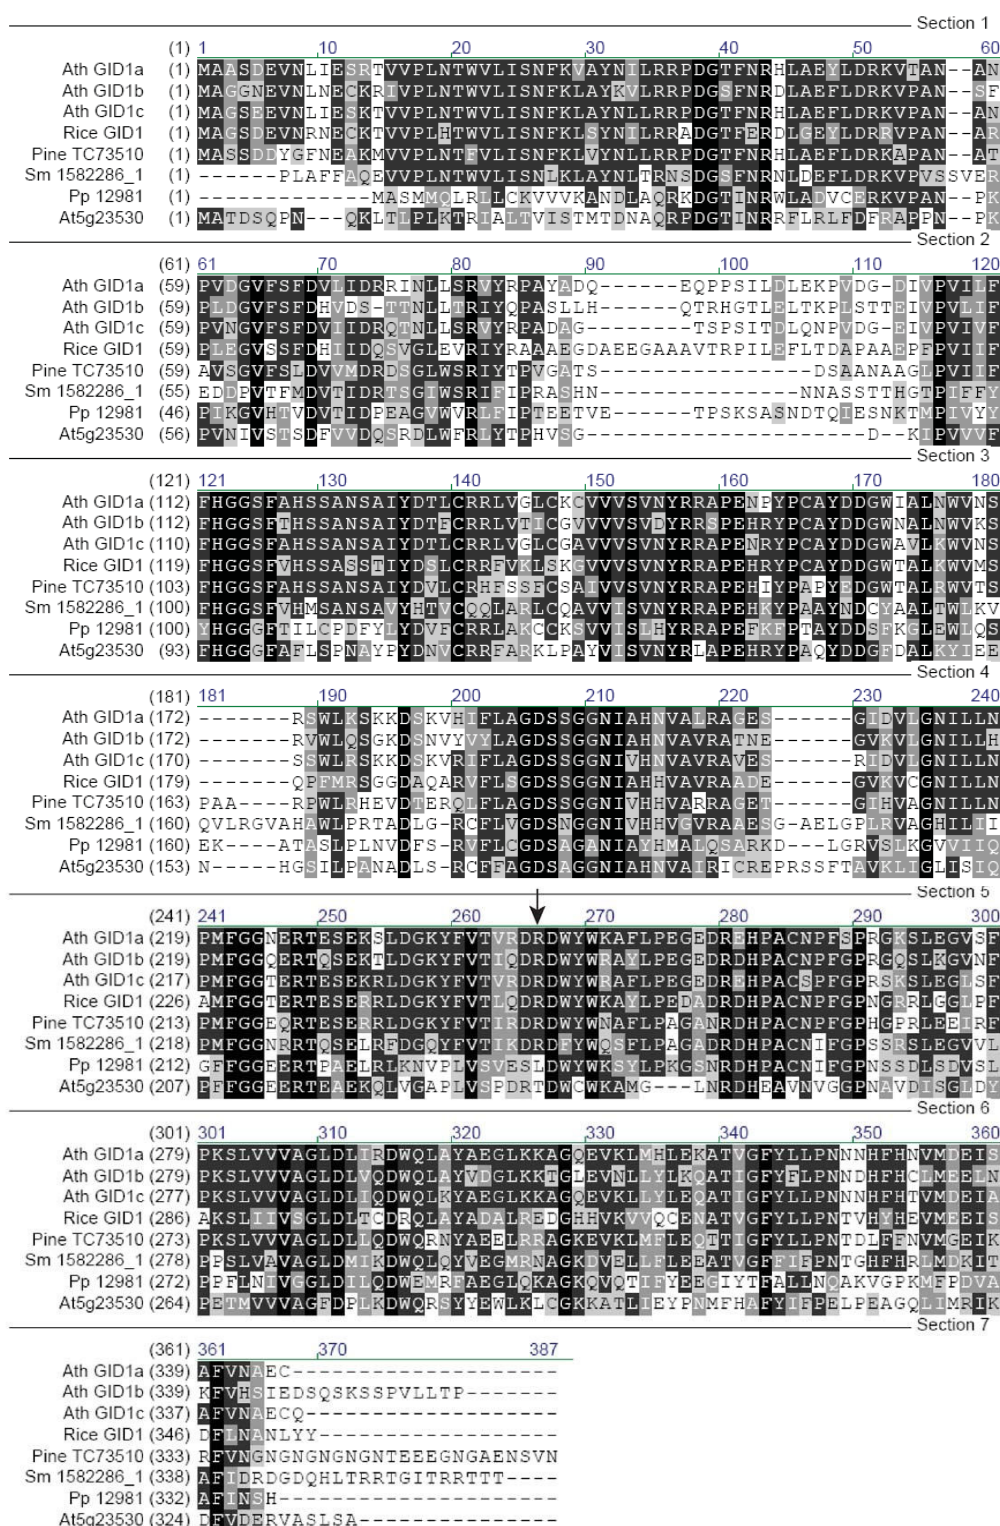 Section 1
(1) 1 10 20 30 40 50 60
Ath GID1a (1) MAASDEVNLIESRTVVPLNTWVLISNFKVAYNILRRPDGTFNRHLAEYLDRKVTAN--AN
Ath GID1b (1) MAGGNEVNLNECKRIVPLNTWVLISNFKLAYKVLRRPDGSFNRDLAEFLDRKVPAN--SF
Ath GID1c (1) MAGSEEVNLIESKTVVPLNTWVLISNFKLAYNLLRRPDGTFNRHLAEFLDRKVPAN--AN
Rice GID1 (1) MAGSDEVNRNECKTVVPLHTWVLISNFKLSYNILRRADGTFERDLGEYLDRRVPAN--AR
Pine TC73510 (1) MASSDDYGFNEAKMVVPLNTFVLISNFKLVYNLLRRPDGTFNRHLAEFLDRKAPAN--AT
Sm 1582286_1 (1) ------PLAFFAQEVVPLNTWVLISNLKLAYNLTRNSDGSFNRNLDEFLDRKVPVSSVER
Pp 12981 (1) -------------MASMMQLRLLCKVVVKANDLAQRKDGTINRWLADVCERKVPAN--PK
At5g23530 (1) MATDSQPN---QKLTLPLKTRIALTVISTMTDNAQRPDGTINRRFLRLFDFRAPPN--PK
Section 2
(61) 61 70 80 90 100 110 120
Ath GID1a (59) PVDGVFSFDVLIDRRINLLSRVYRPAYADQ------EQPPSILDLEKPVDG-DIVPVILF
Ath GID1b (59) PLDGVFSFDHVDS-TTNLLTRIYQPASLLH------QTRHGTLELTKPLSTTEIVPVLIF
Ath GID1c (59) PVNGVFSFDVIIDRQTNLLSRVYRPADAG-------TSPSITDLQNPVDG-EIVPVIVF
Rice GID1 (59) PLEGVSSFDHIIDQSVGLEVRIYRAAAEGDAEEGAAAVTRPILEFLTDAPAAEPFPVIIF
Pine TC73510 (59) AVSGVFSLDVVMDRDSGLWSRIYTPVGATS-----------DSAANAAGLPVIIF
Sm 1582286_1 (55) EDDPVTFMDVTIDRTSGIWSRIFIPRASHN----------NNASSTTHGTPIFFY
Pp 12981 (46) PIKGVHTVDVTIDPEAGVWVRLFIPTEETVE-------TPSKSASNDTQIESNKTMPIVYY
At5g23530 (56) PVNIVSTSDFVVDQSRDLWFRLYTPHVSG---------------------D--KIPVVVF
Section 3
(121) 121 130 140 150 160 170 180
Ath GID1a (112) FHGGSFAHSSANSAIYDTLCRRLVGLCKCVVVSVNYRRAPENPYPCAYDDGWIALNWVNS
Ath GID1b (112) FHGGSFTHSSANSAIYDTFCRRLVTICGVVVVSVDYRRSPEHRYPCAYDDGWNALNWVKS
Ath GID1c (110) FHGGSFAHSSANSAIYDTLCRRLVGLCGAVVVSVNYRRAPENRYPCAYDDGWAVLKWVNS
Rice GID1 (119) FHGGSFVHSSASSTIYDSLCRRFVKLSKGVVVSVNYRRAPEHRYPCAYDDGWTALKWVMS
Pine TC73510 (103) FHGGSFAHSSANSAIYDVLCRHFSSFCSAIVVSVNYRRAPEHIYPAPYEDGWTALRWVTS
Sm 1582286_1 (100) FHGGSFVHMSANSAVYHTVCQQLARLCQAVVISVNYRRAPEHKYPAAYNDCYAALTWLKV
Pp 12981 (100) YHGGGFTILCPDFYLYDVFCRRLAKCCKSVVISLHYRRAPEFKFPTAYDDSFKGLEWLQS
At5g23530 (93) FHGGGFAFLSPNAYPYDNVCRRFARKLPAYVISVNYRLAPEHRYPAQYDDGFDALKYIEE
Section 4
(181) 181 190 200 210 220 230 240
Ath GID1a (172) -------RSWLKSKKDSKVHIFLAGDSSGGNIAHNVALRAGES------GIDVLGNILLN
Ath GID1b (172) -------RVWLQSGKDSNVYVYLAGDSSGGNIAHNVAVRATNE------GVKVLGNILLH
Ath GID1c (170) -------SSWLRSKKDSKVRIFLAGDSSGGNIVHNVAVRAVES------RIDVLGNILLN
Rice GID1 (179) -------QPFMRSGGDAQARVFLSGDSSGGNIAHHVAVRAADE------GVKVCGNILLN
Pine TC73510 (163) PAA----RPWLRHEVDTERQLFLAGDSSGGNIVHHVARRAGET------GIHVAGNILLN
Sm 1582286_1 (160) QVLRGVAHAWLPRTADLG-RCFLVGDSNGGNIVHHVGVRAAESG-AELGPLRVAGHILII
Pp 12981 (160) EK----ATASLPLNVDFS-RVFLCGDSAGANIAYHMALQSARKD---LGRVSLKGVVIIQ
At5g23530 (153) N-----HGSILPANADLS-RCFFAGDSAGGNIAHNVAIRICREPRSSFTAVKLIGLISIQ
Section 5
(241) 241 250 260 270 280 290 300
Ath GID1a (219) PMFGGNERTESEKSLDGKYFVTVRDRDWYWKAFLPEGEDREHPACNPFSPRGKSLEGVSF
Ath GID1b (219) PMFGGQERTQSEKTLDGKYFVTIQDRDWYWRAYLPEGEDRDHPACNPFGPRGQSLKGVNF
Ath GID1c (217) PMFGGTERTESEKRLDGKYFVTVRDRDWYWRAFLPEGEDREHPACSPFGPRSKSLEGLSF
Rice GID1 (226) AMFGGTERTESERRLDGKYFVTLQDRDWYWKAYLPEDADRDHPACNPFGPNGRRLGGLPF
Pine TC73510 (213) PMFGGEQRTESERRLDGKYFVTIRDRDWYWNAFLPAGANRDHPACNPFGPHGPRLEEIRF
Sm 1582286_1 (218) PMFGGNRRTQSELRFDGQYFVTIKDRDFYWQSFLPAGADRDHPACNIFGPSSRSLEGVVL
Pp 12981 (212) GFFGGEERTPAELRLKNVPLVSVESLDWYWKSYLPKGSNRDHPACNIFGPNSSDLSDVSL
At5g23530 (207) PFFGGEERTEAEKQLVGAPLVSPDRTDWCWKAMG---LNRDHEAVNVGGPNAVDISGLDY
Section 6
(301) 301 310 320 330 340 350 360
Ath GID1a (279) PKSLVVVAGLDLIRDWQLAYAEGLKKAGQEVKLMHLEKATVGFYLLPNNNHFHNVMDEIS
Ath GID1b (279) PKSLVVVAGLDLVQDWQLAYVDGLKKTGLEVNLLYLKQATIGFYFLPNNDHFHCLMEELN
Ath GID1c (277) PKSLVVVAGLDLIQDWQLKYAEGLKKAGQEVKLLYLEQATIGFYLLPNNNHFHTVMDEIA
Rice GID1 (286) AKSLIIVSGLDLTCDRQLAYADALREDGHHVKVVQCENATVGFYLLPNTVHYHEVMEEIS
Pine TC73510 (273) PKSLVVVAGLDLLQDWQRNYAEELRRAGKEVKLMFLEQTTIGFYLLPNTDLFFNVMGEIK
Sm 1582286_1 (278) PPSLVAVAGLDMIKDWQLQYVEGMRNAGKDVELLFLEEATVGFFIFPNTGHFHRLMDKIT
Pp 12981 (272) PPFLNIVGGLDILQDWEMRFAEGLQKAGKQVQTIFYEEGIYTFALLNQAKVGPKMFPDVA
At5g23530 (264) PETMVVVAGFDPLKDWQRSYYEWLKLCGKKATLIEYPNMFHAFYIFPELPEAGQLIMRIK
Section 7
(361) 361 370 387
Ath GID1a (339) AFVNAEC--------------------
Ath GID1b (339) KFVHSIEDSQSKSSPVLLTP-------
Ath GID1c (337) AFVNAECQ-------------------
Rice GID1 (346) DFLNANLYY------------------
Pine TC73510 (333) RFVNGNGNGNGNGNTEEEGNGAENSVN
Sm 1582286_1 (338) AFIDRDGDQHLTRRTGITRRTTT----
Pp 12981 (332) AFINSH---------------------
At5g23530 (324) DFVDERVASLSA---------------